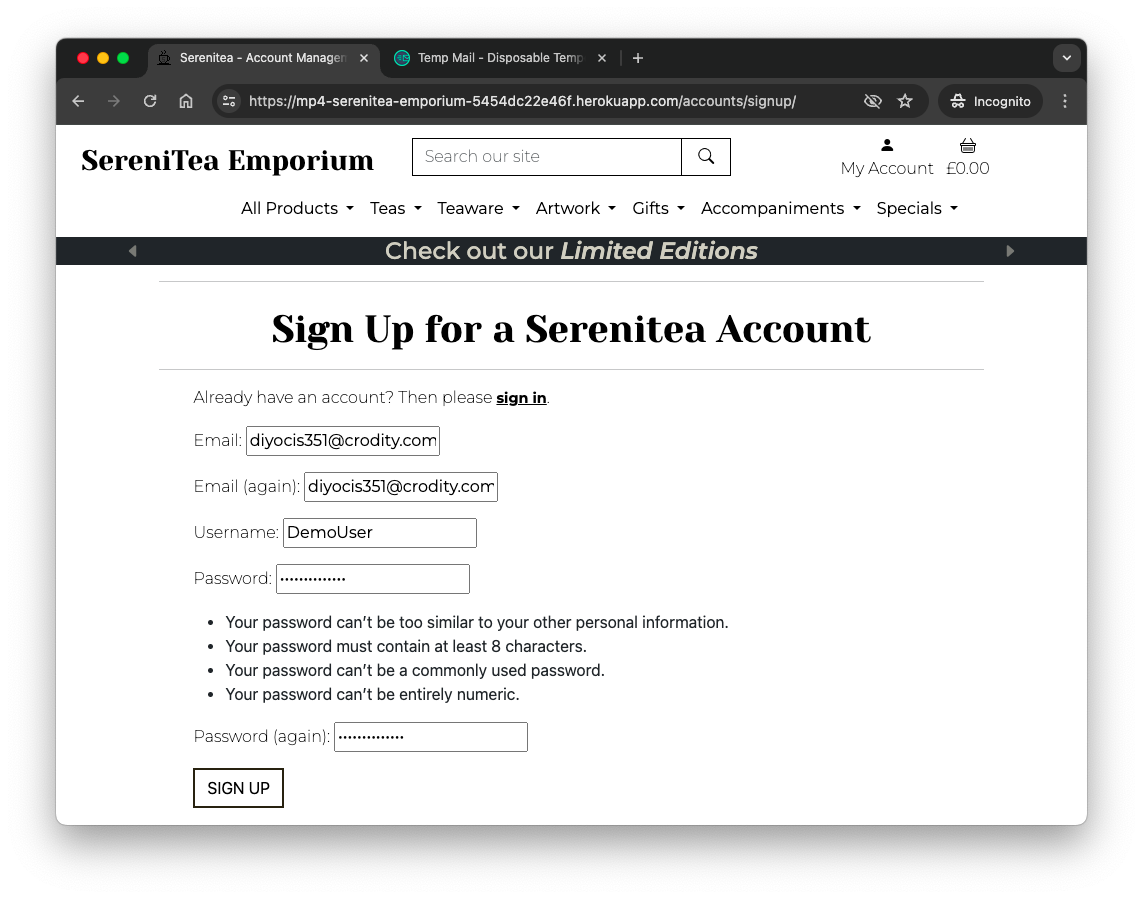 Serenitea - Account Managem
Temp Mail - Disposable Temp
https://mp4-serenitea-emporium-5454dc22e46f.herokuapp.com/accounts/signup/
Incognito
SereniTea Emporium
Search our site
My Account
£0.00
All Products
Teas
Teaware
Artwork
Gifts
Accompaniments
Specials
Check out our Limited Editions
Sign Up for a Serenitea Account
Already have an account? Then please sign in.
Email: diyocis351@crodity.com
Email (again): diyocis351@crodity.com
Username: DemoUser
Password: ••••••••••••••
• Your password can’t be too similar to your other personal information.
• Your password must contain at least 8 characters.
• Your password can’t be a commonly used password.
• Your password can’t be entirely numeric.
Password (again): ••••••••••••••
SIGN UP